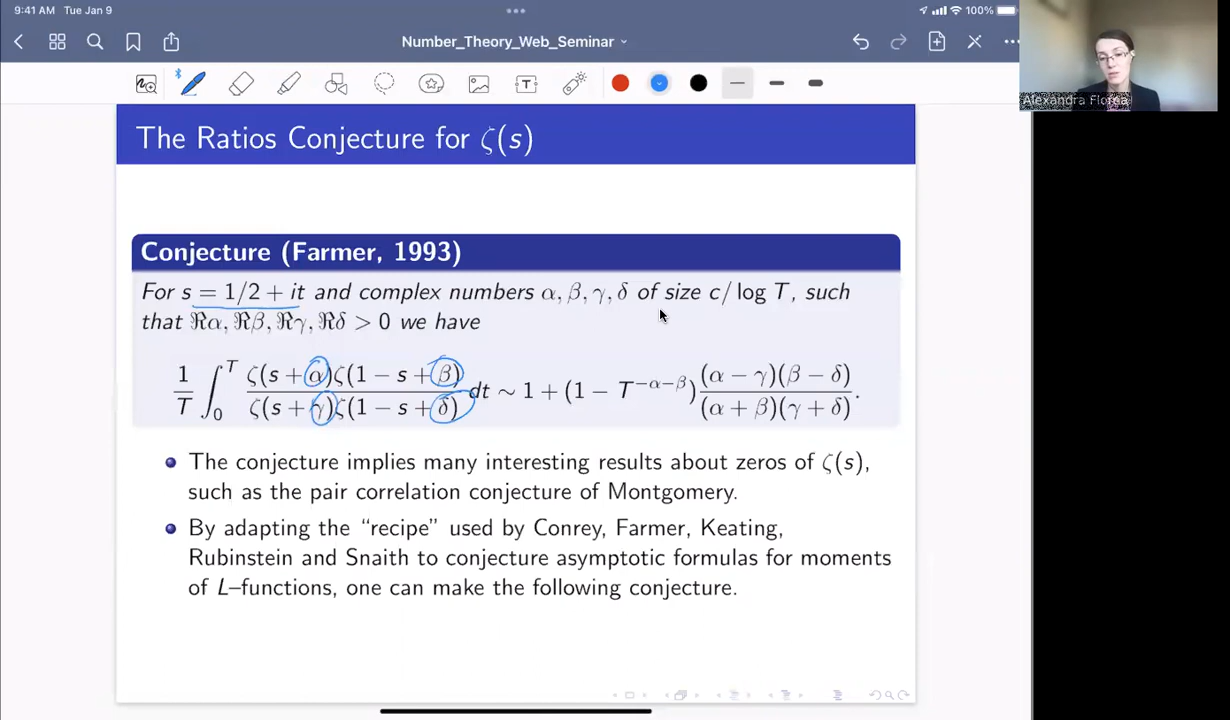 9:41 AM Tue Jan 9
100%
Number_Theory_Web_Seminar
The Ratios Conjecture for ζ(s)
Conjecture (Farmer, 1993)
For s = 1/2 + it and complex numbers α, β, γ, δ of size c/ log T, such
that ℜα, ℜβ, ℜγ, ℜδ > 0 we have
1/T ∫_0^T ζ(s + α)ζ(1 − s + β) / ζ(s + γ)ζ(1 − s + δ) dt ∼ 1 + (1 − T^{−α−β}) (α − γ)(β − δ) / (α + β)(γ + δ).
The conjecture implies many interesting results about zeros of ζ(s),
such as the pair correlation conjecture of Montgomery.
By adapting the “recipe” used by Conrey, Farmer, Keating,
Rubinstein and Snaith to conjecture asymptotic formulas for moments
of L–functions, one can make the following conjecture.
Alexandra Florea